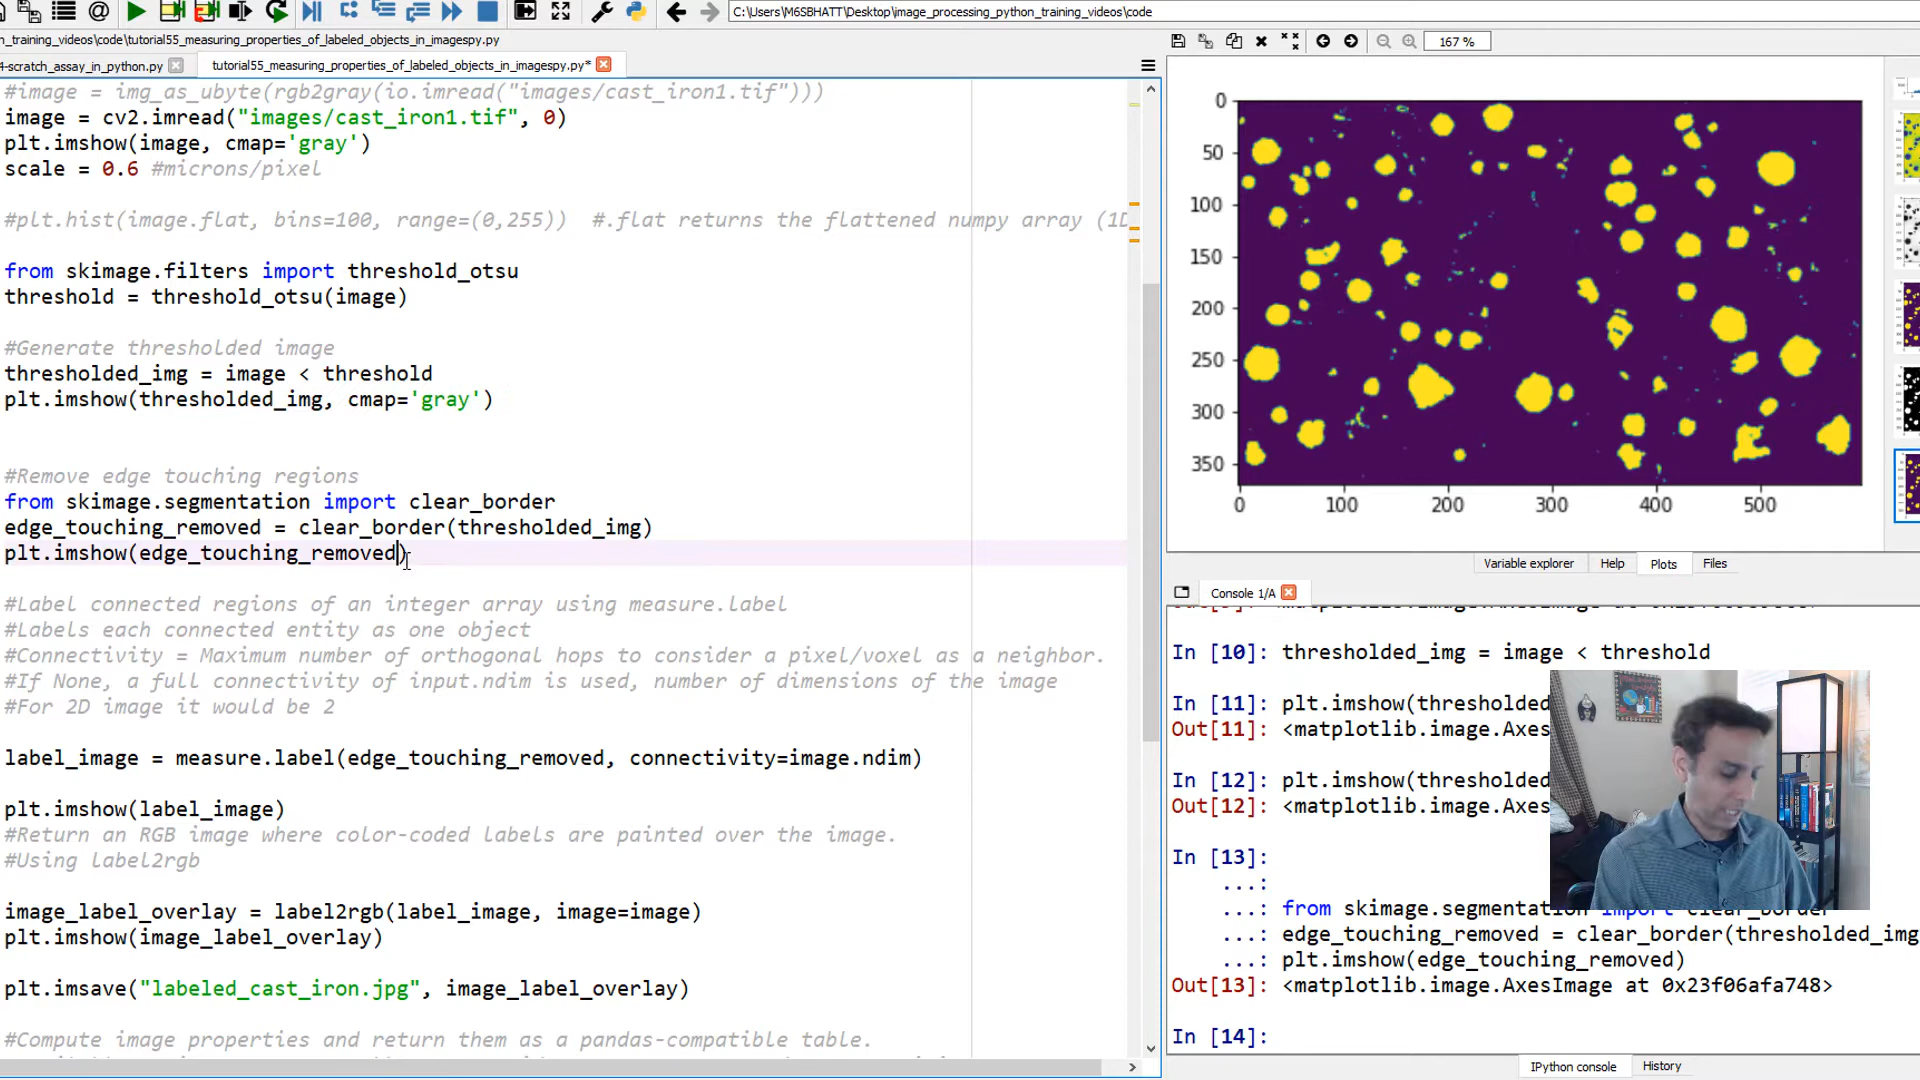 C:\Users\M6SBHATT\Desktop\image_processing_python_training_videos\code
n_training_videos\code\tutorial55_measuring_properties_of_labeled_objects_in_imagespy.py
4-scratch_assay_in_python.py
tutorial55_measuring_properties_of_labeled_objects_in_imagespy.py*
167 %
#image = img_as_ubyte(rgb2gray(io.imread("images/cast_iron1.tif")))
image = cv2.imread("images/cast_iron1.tif", 0)
plt.imshow(image, cmap='gray')
scale = 0.6 #microns/pixel
#plt.hist(image.flat, bins=100, range=(0,255))  #.flat returns the flattened numpy array (1D
from skimage.filters import threshold_otsu
threshold = threshold_otsu(image)
#Generate thresholded image
thresholded_img = image < threshold
plt.imshow(thresholded_img, cmap='gray')
#Remove edge touching regions
from skimage.segmentation import clear_border
edge_touching_removed = clear_border(thresholded_img)
plt.imshow(edge_touching_removed)
#Label connected regions of an integer array using measure.label
#Labels each connected entity as one object
#Connectivity = Maximum number of orthogonal hops to consider a pixel/voxel as a neighbor.
#If None, a full connectivity of input.ndim is used, number of dimensions of the image
#For 2D image it would be 2
label_image = measure.label(edge_touching_removed, connectivity=image.ndim)
plt.imshow(label_image)
#Return an RGB image where color-coded labels are painted over the image.
#Using label2rgb
image_label_overlay = label2rgb(label_image, image=image)
plt.imshow(image_label_overlay)
plt.imsave("labeled_cast_iron.jpg", image_label_overlay)
#Compute image properties and return them as a pandas-compatible table.
0
50
100
150
200
250
300
350
0 100 200 300 400 500
Variable explorer Help Plots Files
Console 1/A
In [10]: thresholded_img = image < threshold
In [11]: plt.imshow(thresholded
Out[11]: <matplotlib.image.Axes
In [12]: plt.imshow(thresholded
Out[12]: <matplotlib.image.Axes
In [13]:
...:
...: from skimage.segmentation import clear_border
...: edge_touching_removed = clear_border(thresholded_img
...: plt.imshow(edge_touching_removed)
Out[13]: <matplotlib.image.AxesImage at 0x23f06afa748>
In [14]:
IPython console History